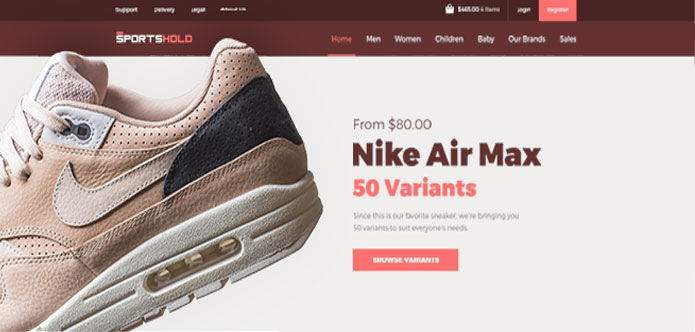 Support Delivery Legal
$465.00 4 items Login Register
SPORTSHOLD
Home Men Women Children Baby Our Brands Sales
From $80.00
Nike Air Max
50 Variants
Since this is our favorite sneaker, we're bringing you
50 variants to suit everyone's needs.
BROWSE VARIANTS